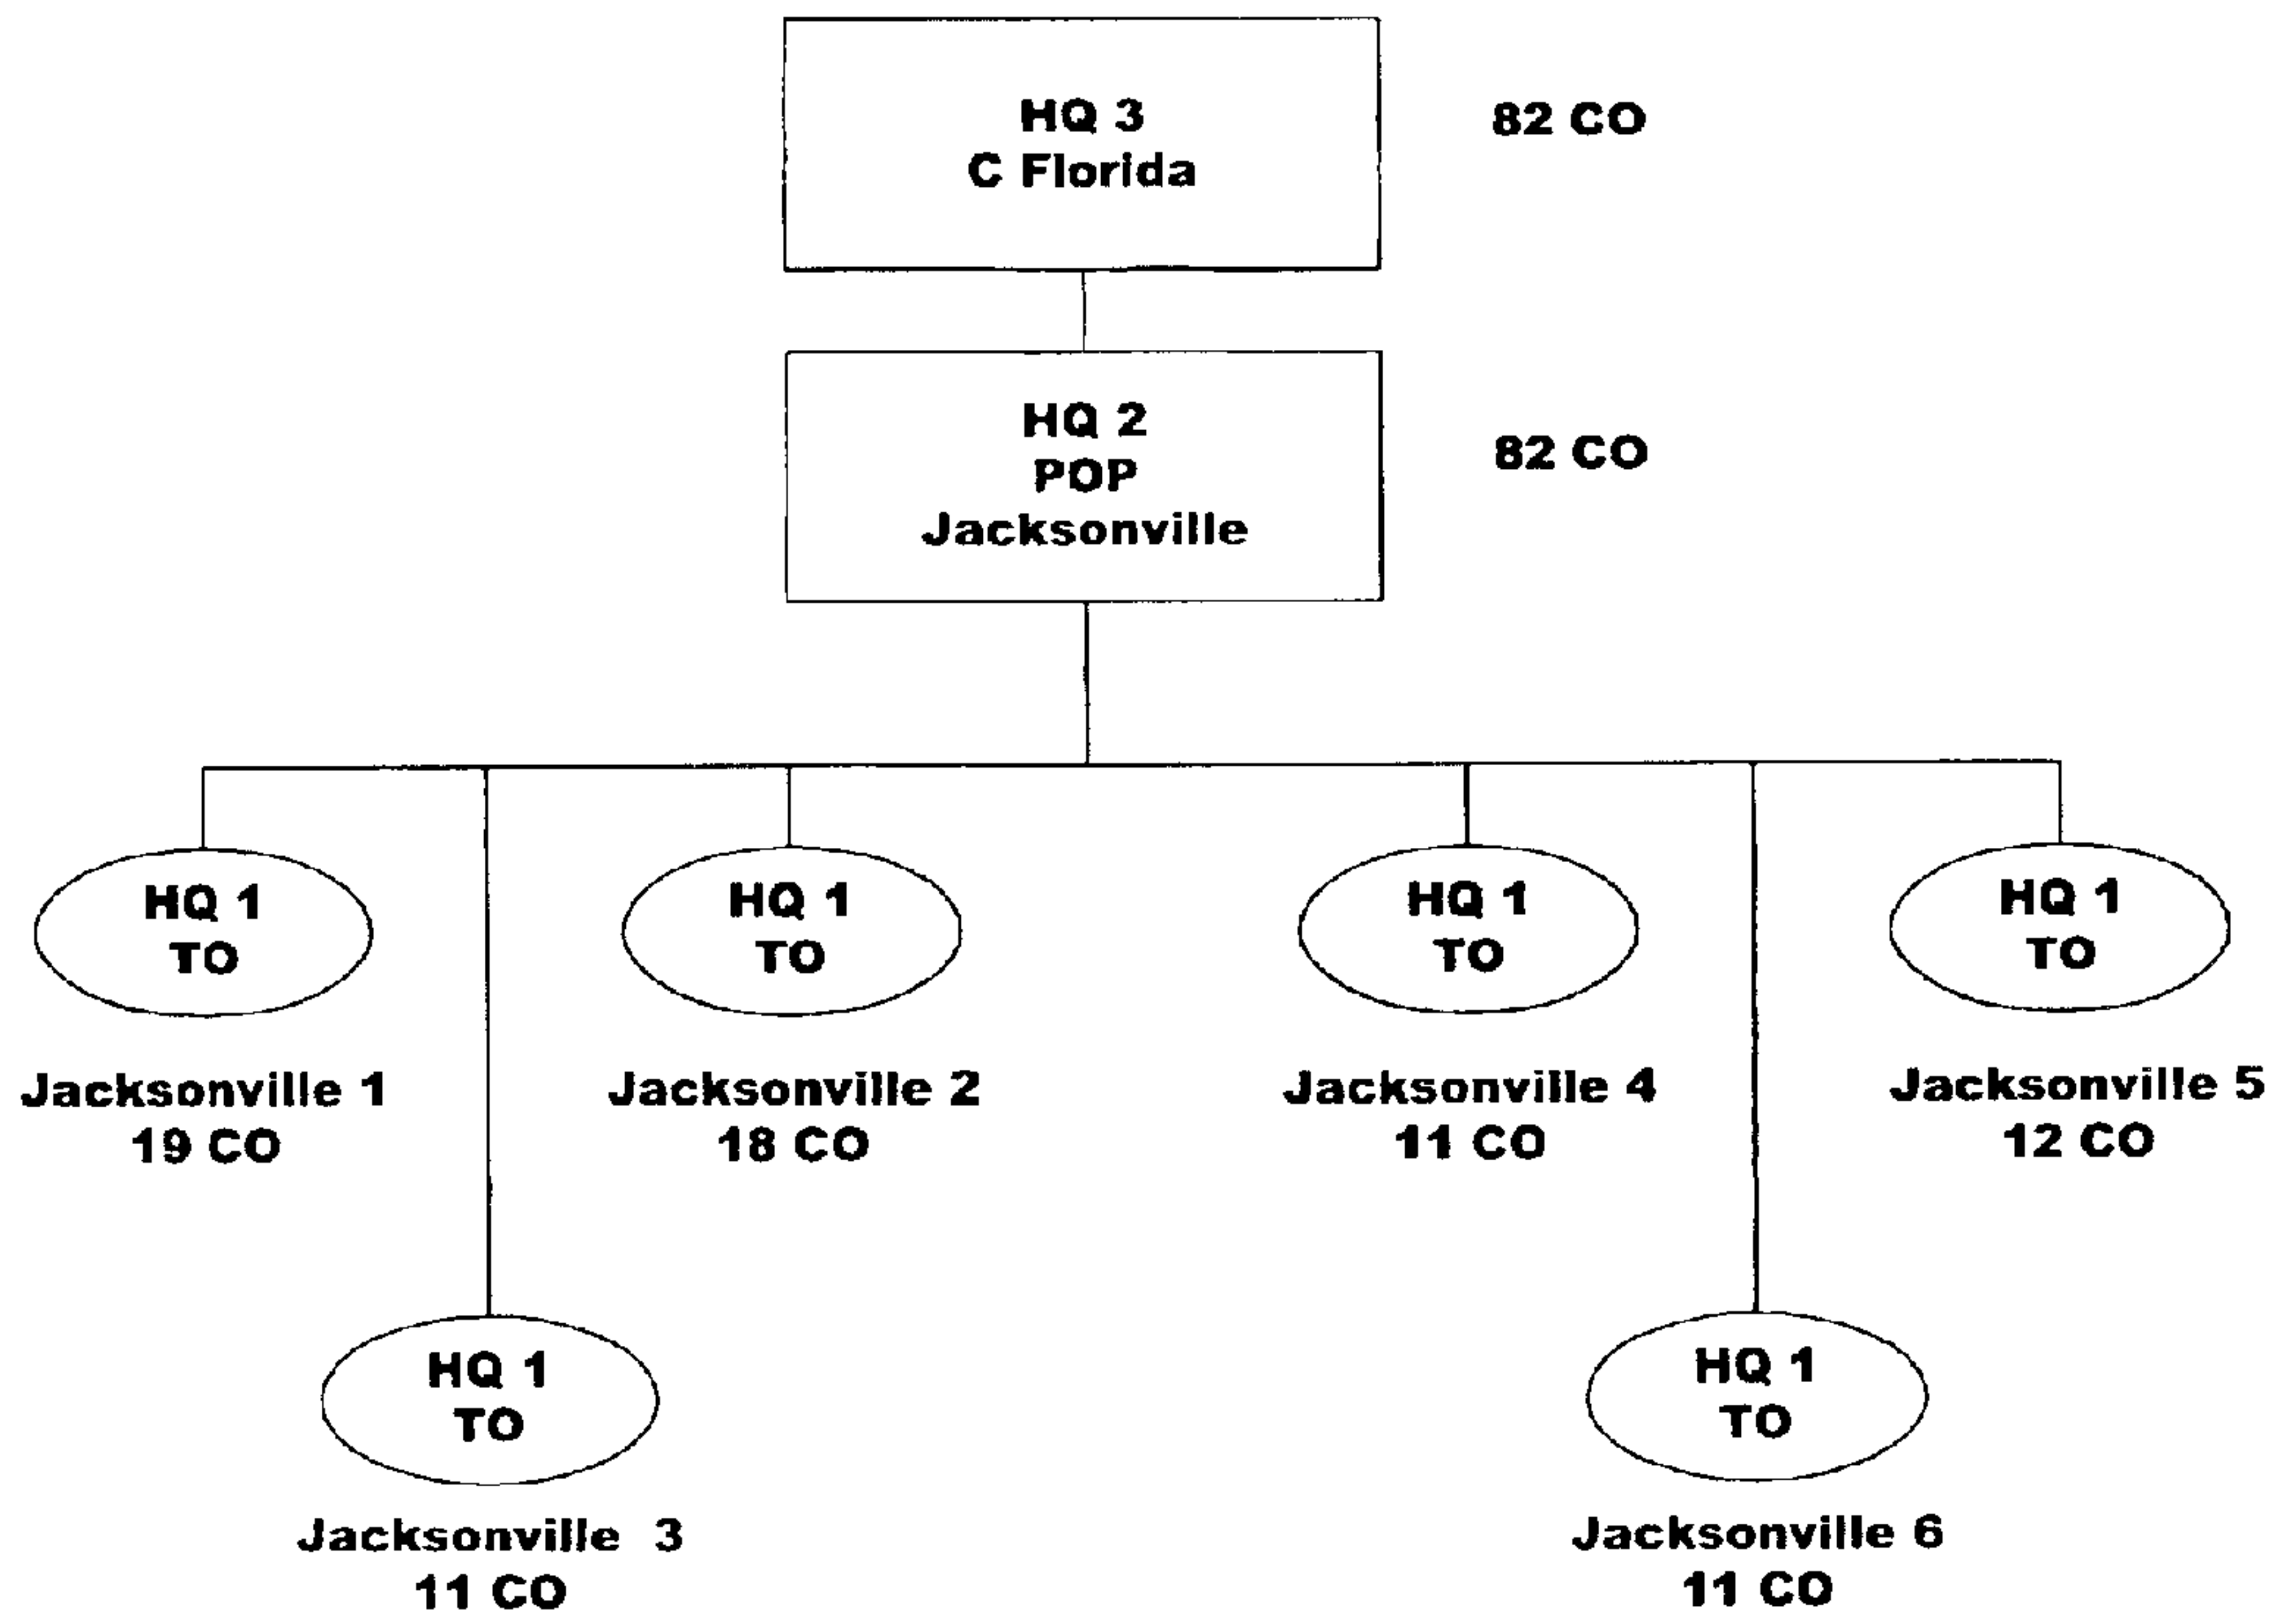 HQ 3
C Florida
82 CO
HQ 2
POP
Jacksonville
82 CO
HQ 1
TO
Jacksonville 1
19 CO
HQ 1
TO
Jacksonville 2
18 CO
HQ 1
TO
Jacksonville 4
11 CO
HQ 1
TO
Jacksonville 5
12 CO
HQ 1
TO
Jacksonville 3
11 CO
HQ 1
TO
Jacksonville 6
11 CO